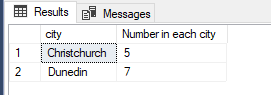 Results Messages
city Number in each city
1 Christchurch 5
2 Dunedin 7